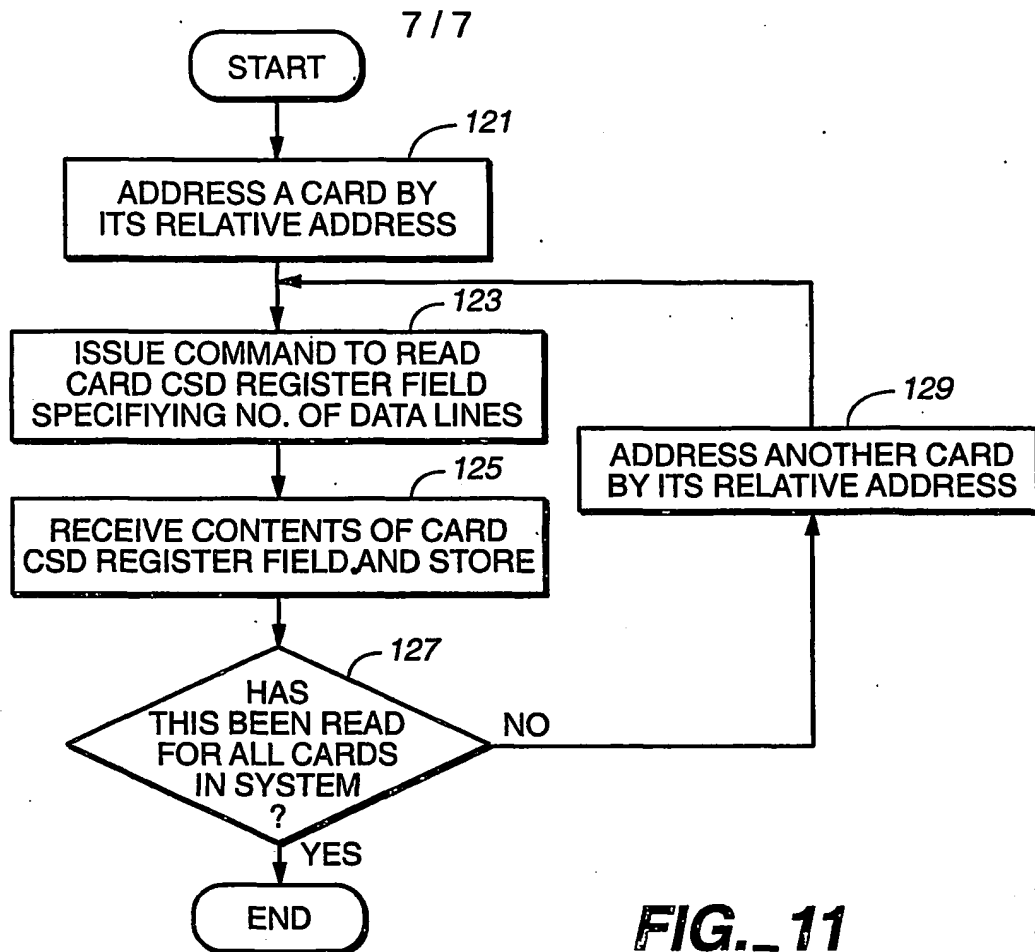 7 / 7
START
121
ADDRESS A CARD BY
ITS RELATIVE ADDRESS
123
ISSUE COMMAND TO READ
CARD CSD REGISTER FIELD
SPECIFIYING NO. OF DATA LINES
125
RECEIVE CONTENTS OF CARD
CSD REGISTER FIELD AND STORE
127
HAS
THIS BEEN READ
FOR ALL CARDS
IN SYSTEM
?
NO
129
ADDRESS ANOTHER CARD
BY ITS RELATIVE ADDRESS
YES
END
FIG._11